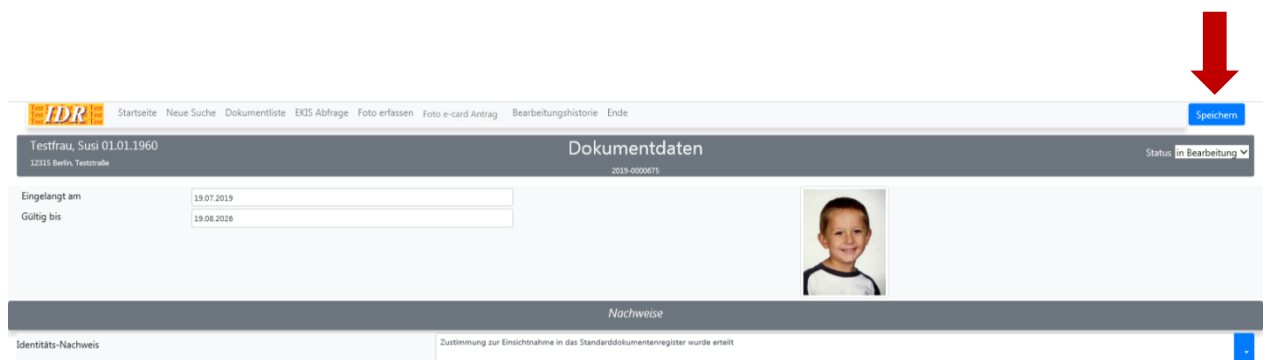 IDR Startseite Neue Suche Dokumentliste EKIS Abfrage Foto erfassen Foto e-card Antrag Bearbeitungshistorie Ende Speichern
Testfrau, Susi 01.01.1960 Dokumentdaten Status in Bearbeitung
12315 Berlin, Teststraße 2019-0000675
Eingelangt am 19.07.2019
Gültig bis 19.08.2026
Nachweise
Identitäts-Nachweis Zustimmung zur Einsichtnahme in das Standarddokumentenregister wurde erteilt